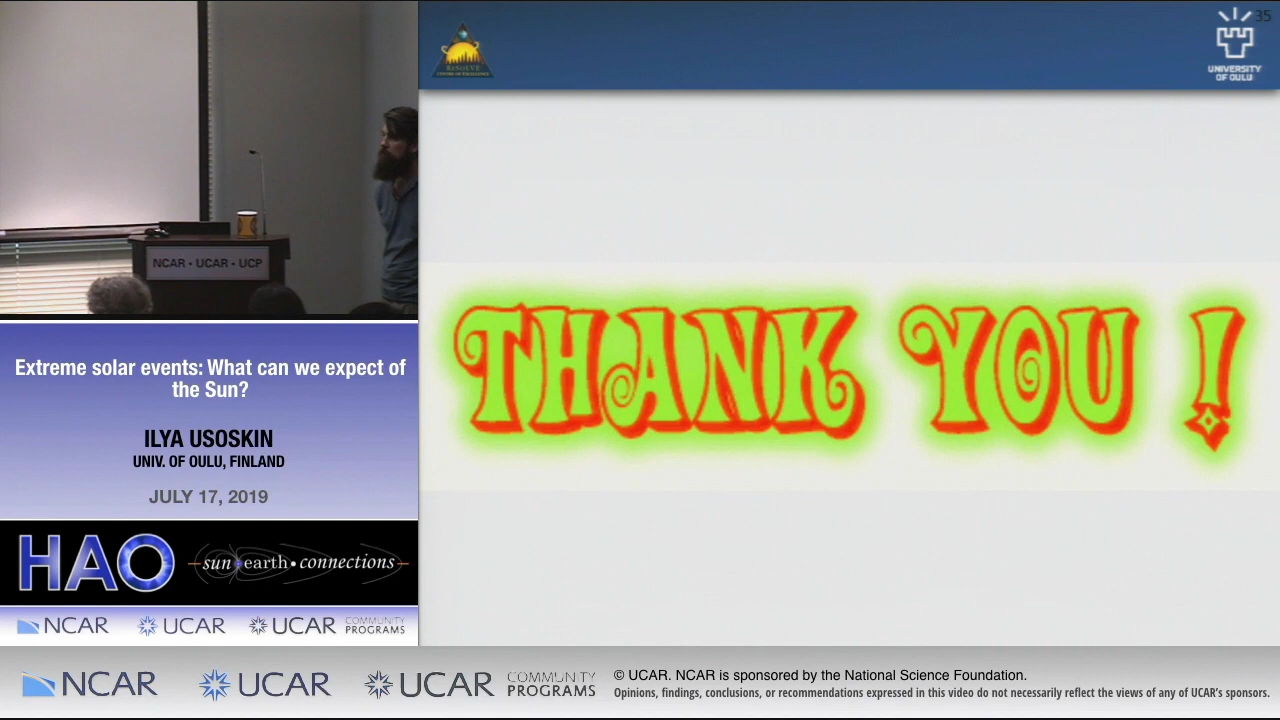 NCAR - UCAR - UCP
Extreme solar events: What can we expect of
the Sun?
ILYA USOSKIN
UNIV. OF OULU, FINLAND
JULY 17, 2019
HAO
sun earth • connections
NCAR
UCAR
UCAR
COMMUNITY
PROGRAMS
35
UNIVERSITY
OF OULU
THANK YOU !
NCAR
UCAR
UCAR
COMMUNITY
PROGRAMS
© UCAR. NCAR is sponsored by the National Science Foundation.
Opinions, findings, conclusions, or recommendations expressed in this video do not necessarily reflect the views of any of UCAR's sponsors.